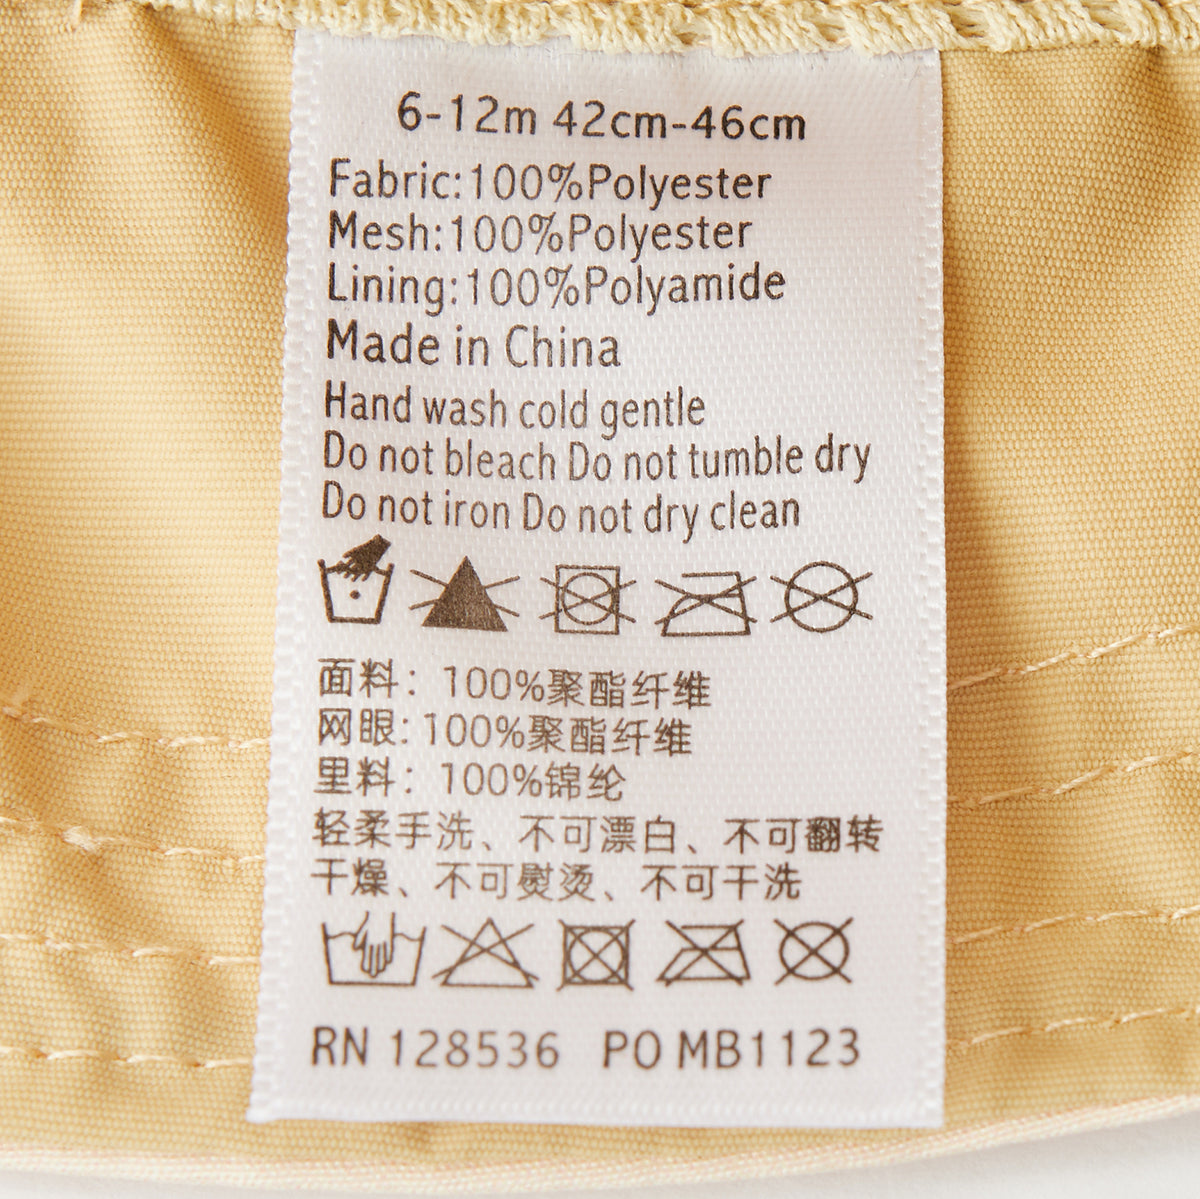 6-12m 42cm-46cm
Fabric:100%Polyester
Mesh:100%Polyester
Lining:100%Polyamide
Made in China
Hand wash cold gentle
Do not bleach Do not tumble dry
Do not iron Do not dry clean
面料：100%聚酯纤维
网眼：100%聚酯纤维
里料：100%锦纶
轻柔手洗、不可漂白、不可翻转
干燥、不可熨烫、不可干洗
RN 128536 PO MB1123